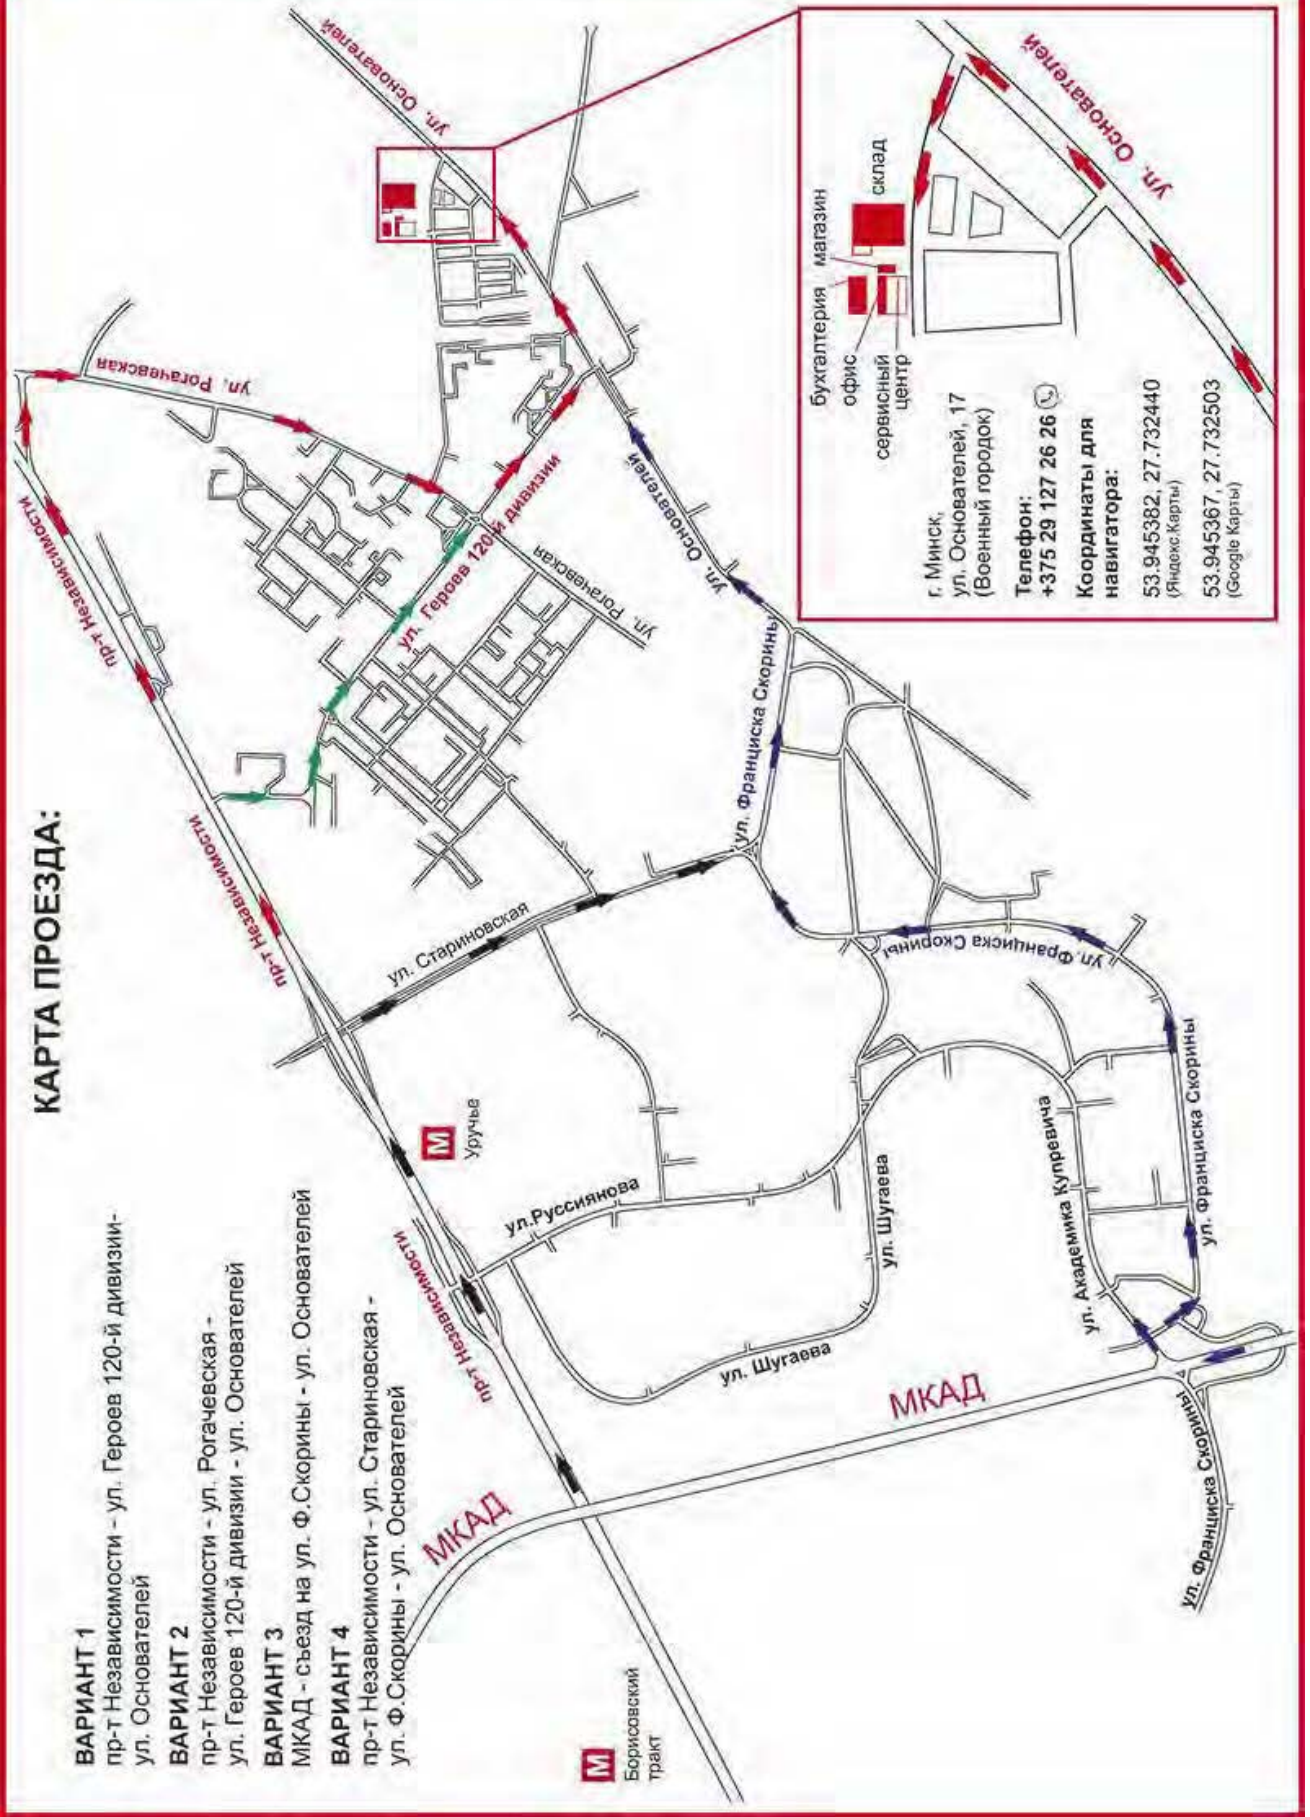 КАРТА ПРОЕЗДА:
ВАРИАНТ 1
пр-т Независимости - ул. Героев 120-й дивизии-
ул. Основателей
ВАРИАНТ 2
пр-т Независимости - ул. Рогачевская -
ул. Героев 120-й дивизии - ул. Основателей
ВАРИАНТ 3
МКАД - съезд на ул. Ф.Скорины - ул. Основателей
ВАРИАНТ 4
пр-т Независимости - ул. Стариновская -
ул. Ф.Скорины - ул. Основателей
М
Борисовский
тракт
МКАД
МКАД
пр-т Независимости
М
Уручье
ул.Руссиянова
ул. Шугаева
ул. Шугаева
ул. Академика Купревича
ул. Франциска Скорины
ул. Франциска Скорины
ул. Франциска Скорины
ул. Франциска Скорины
ул. Стариновская
пр-т Независимости
пр-т Независимости
ул. Героев 120-й дивизии
ул. Рогачевская
ул. Рогачевская
ул. Основателей
ул. Основателей
бухгалтерия
магазин
офис
склад
сервисный
центр
ул. Основателей
г. Минск,
ул. Основателей, 17
(Военный городок)
Телефон:
+375 29 127 26 26
Координаты для
навигатора:
53.945382, 27.732440
(Яндекс.Карты)
53.945367, 27.732503
(Google Карты)